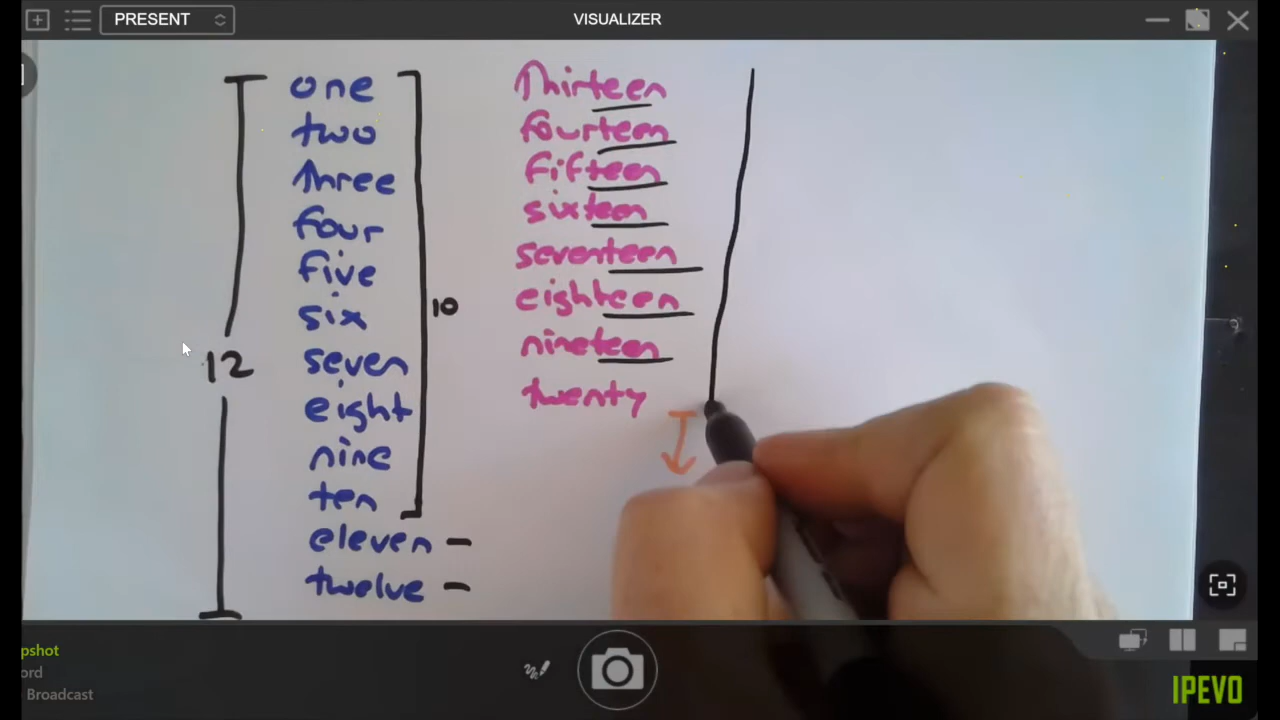 PRESENT
VISUALIZER
one
two
three
four
five
six
seven
eight
nine
ten
eleven -
twelve -
12
10
Thirteen
fourteen
fifteen
sixteen
seventeen
eighteen
nineteen
twenty
pshot
ord
Broadcast
IPEVO